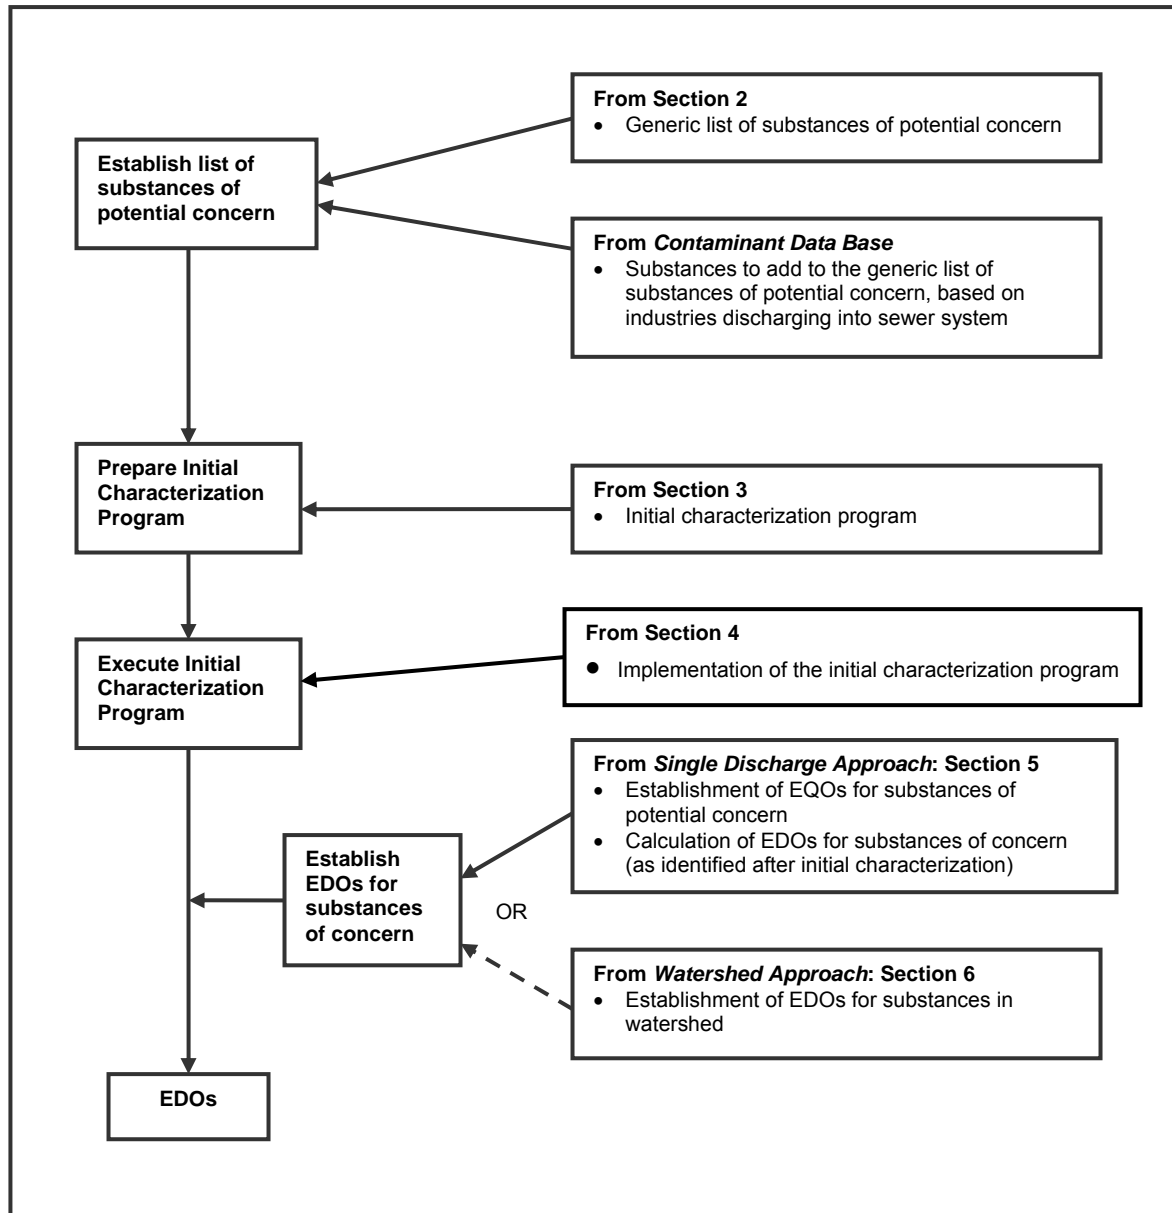 From Section 2
• Generic list of substances of potential concern
Establish list of
substances of
potential concern
From Contaminant Data Base
• Substances to add to the generic list of
substances of potential concern, based on
industries discharging into sewer system
Prepare Initial
Characterization
Program
From Section 3
• Initial characterization program
Execute Initial
Characterization
Program
From Section 4
• Implementation of the initial characterization program
From Single Discharge Approach: Section 5
• Establishment of EQOs for substances of
potential concern
• Calculation of EDOs for substances of concern
(as identified after initial characterization)
Establish
EDOs for
substances
of concern
OR
From Watershed Approach: Section 6
• Establishment of EDOs for substances in
watershed
EDOs